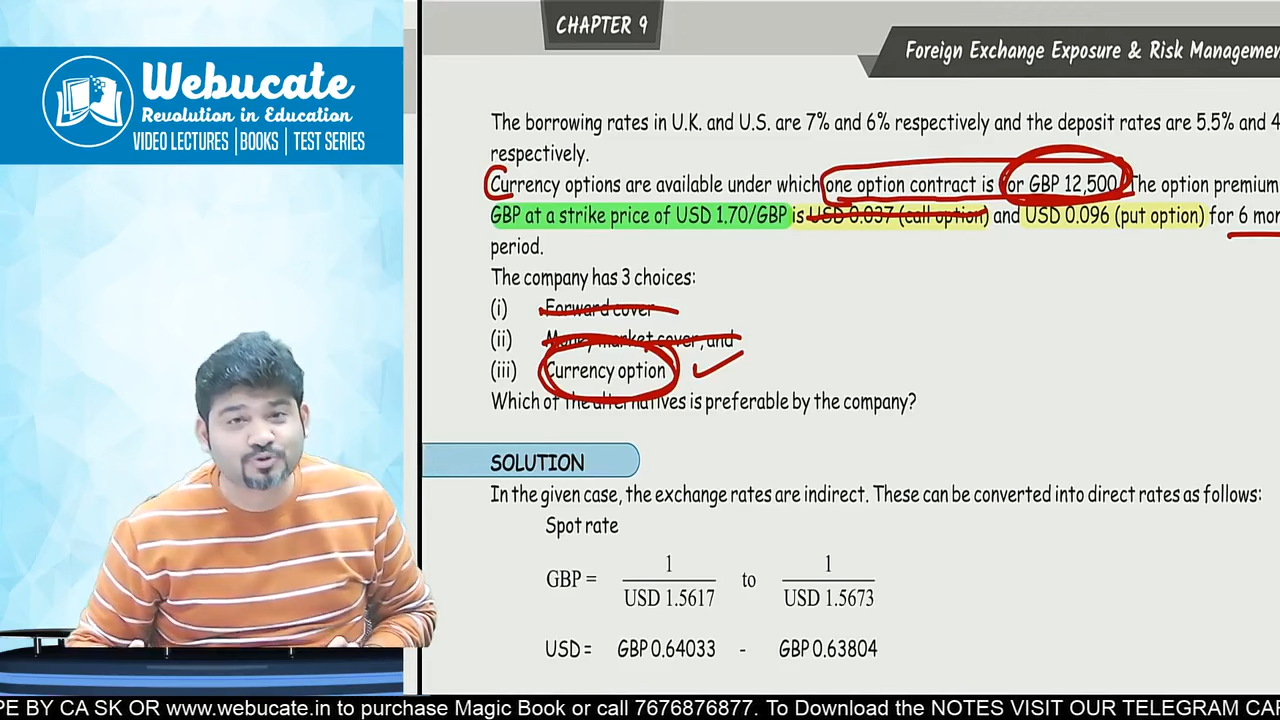 CHAPTER 9
Foreign Exchange Exposure & Risk Managemen
Webucate
Revolution in Education
VIDEO LECTURES | BOOKS | TEST SERIES
The borrowing rates in U.K. and U.S. are 7% and 6% respectively and the deposit rates are 5.5% and 4
respectively.
Currency options are available under which one option contract is for GBP 12,500. The option premium
GBP at a strike price of USD 1.70/GBP is USD 0.037 (call option) and USD 0.096 (put option) for 6 mon
period.
The company has 3 choices:
(i) Forward cover
(ii) Money market cover, and
(iii) Currency option
Which of the alternatives is preferable by the company?
SOLUTION
In the given case, the exchange rates are indirect. These can be converted into direct rates as follows:
Spot rate
GBP = 1 / USD 1.5617 to 1 / USD 1.5673
USD = GBP 0.64033 - GBP 0.63804
PE BY CA SK OR www.webucate.in to purchase Magic Book or call 7676876877. To Download the NOTES VISIT OUR TELEGRAM CAF